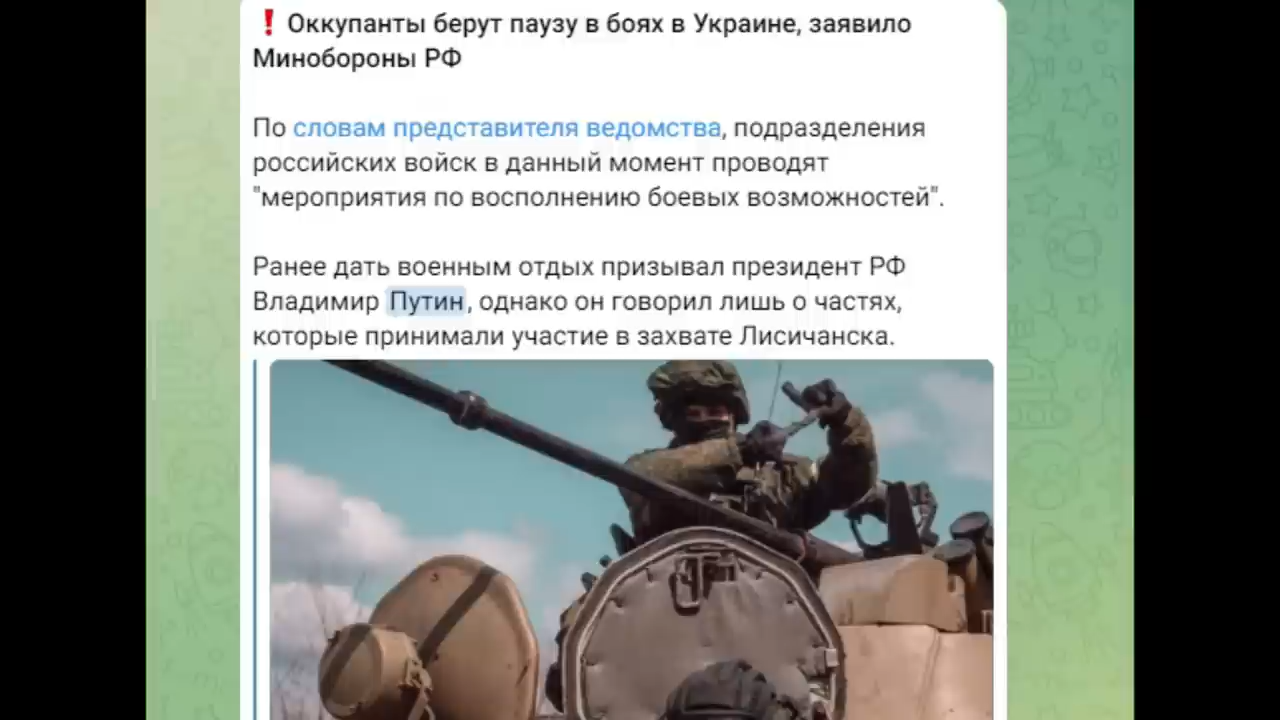 ❗ Оккупанты берут паузу в боях в Украине, заявило
Минобороны РФ
По словам представителя ведомства, подразделения
российских войск в данный момент проводят
"мероприятия по восполнению боевых возможностей".
Ранее дать военным отдых призывал президент РФ
Владимир Путин, однако он говорил лишь о частях,
которые принимали участие в захвате Лисичанска.